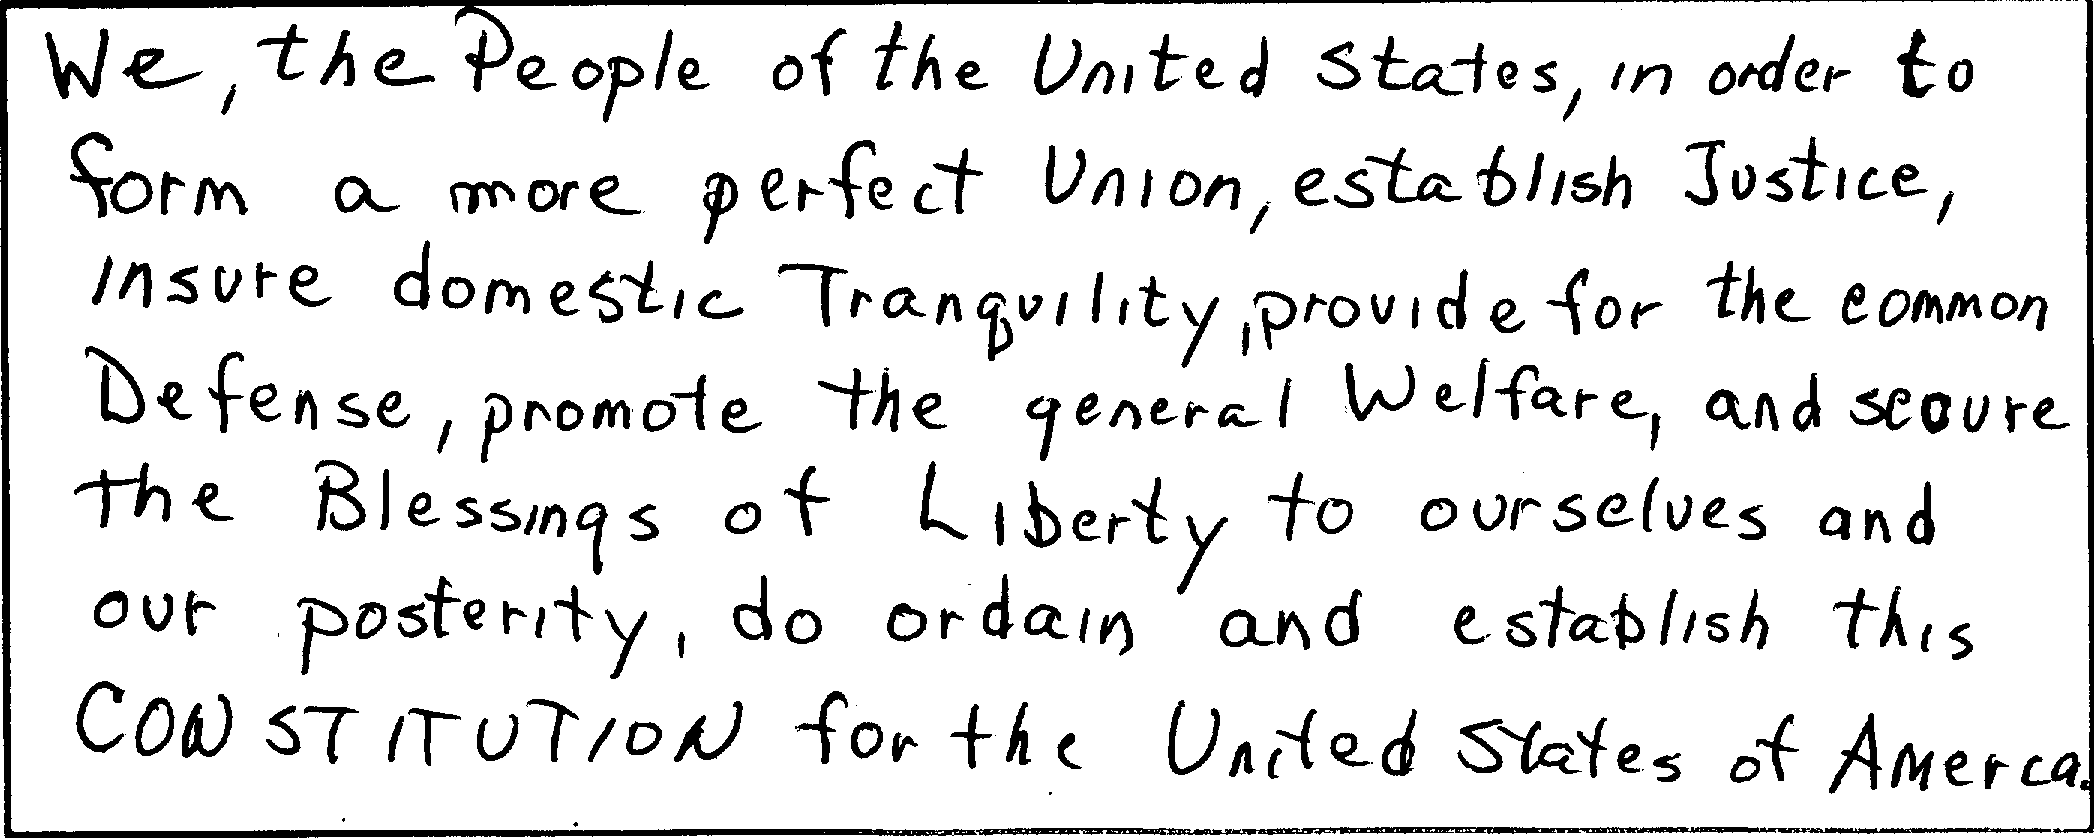 We, the People of the United States, in order to
form a more perfect Union, establish Justice,
insure domestic Tranquility, provide for the common
Defense, promote the general Welfare, and secure
the Blessings of Liberty to ourselves and
our posterity, do ordain and establish this
CONSTITUTION for the United States of Amerca.